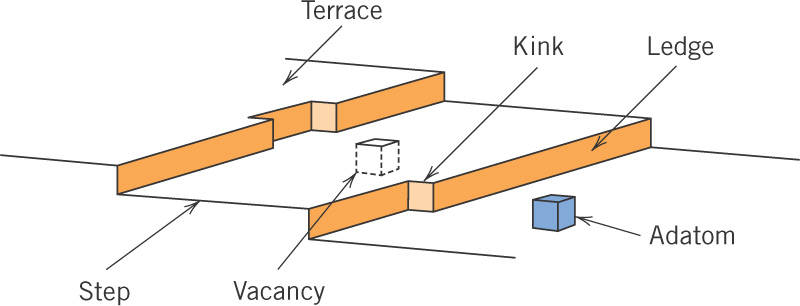 Terrace
Kink
Ledge
Adatom
Step
Vacancy